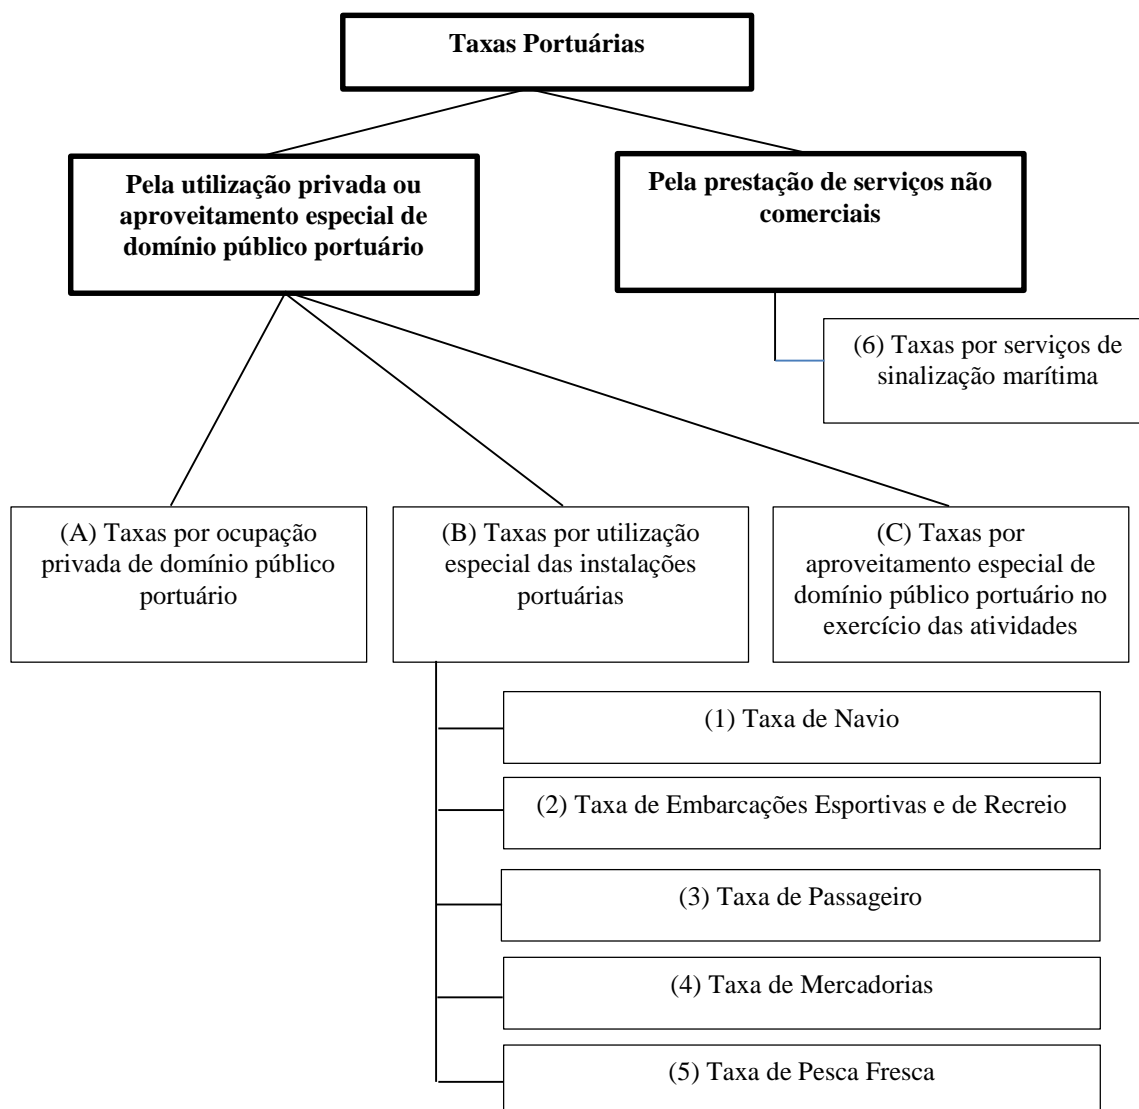 Taxas Portuárias
Pela utilização privada ou
aproveitamento especial de
domínio público portuário
Pela prestação de serviços não
comerciais
(6) Taxas por serviços de
sinalização marítima
(A) Taxas por ocupação
privada de domínio público
portuário
(B) Taxas por utilização
especial das instalações
portuárias
(C) Taxas por
aproveitamento especial de
domínio público portuário no
exercício das atividades
(1) Taxa de Navio
(2) Taxa de Embarcações Esportivas e de Recreio
(3) Taxa de Passageiro
(4) Taxa de Mercadorias
(5) Taxa de Pesca Fresca